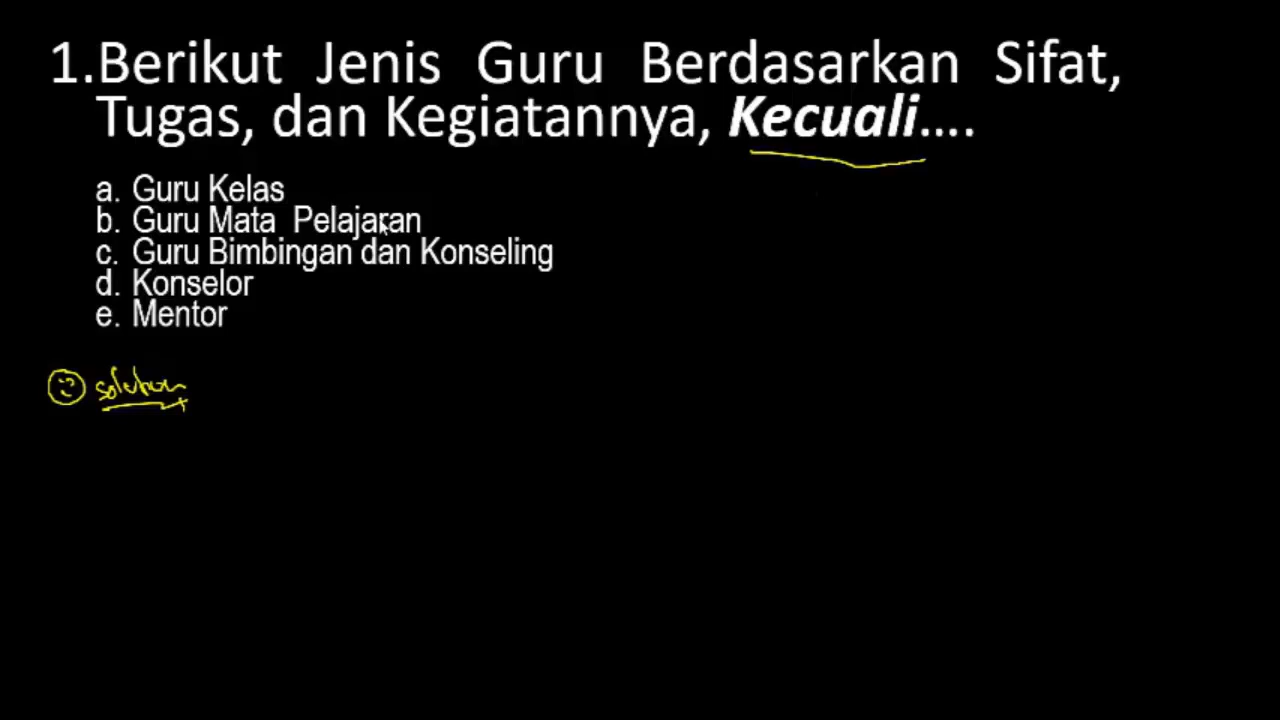 1.Berikut Jenis Guru Berdasarkan Sifat,
Tugas, dan Kegiatannya, Kecuali....
a. Guru Kelas
b. Guru Mata Pelajaran
c. Guru Bimbingan dan Konseling
d. Konselor
e. Mentor
solution